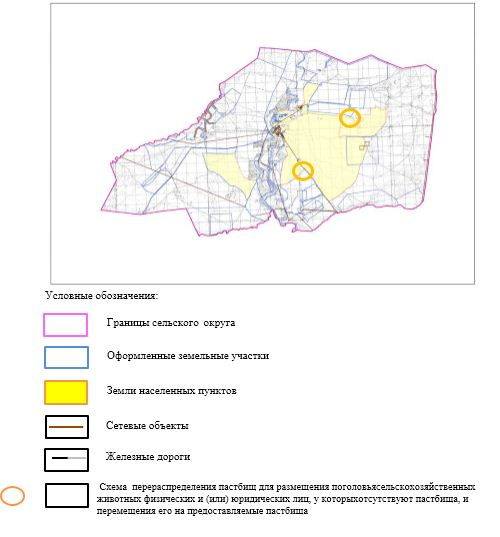 Условные обозначения:
Границы сельского округа
Оформленные земельные участки
Земли населенных пунктов
Сетевые объекты
Железные дороги
Схема перераспределения пастбищ для размещения поголовьясельскохозяйственных
животных физических и (или) юридических лиц, у которыхотсутствуют пастбища, и
перемещения его на предоставляемые пастбища